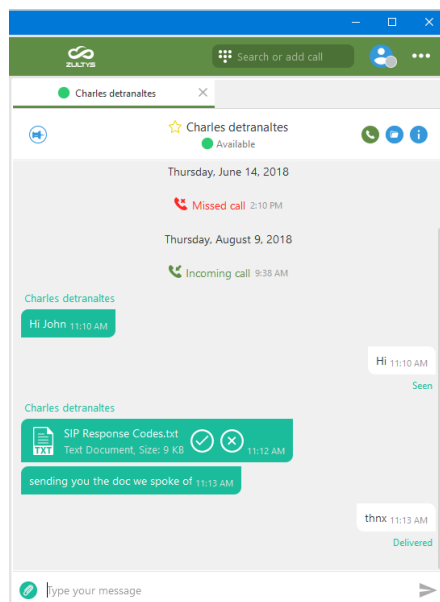 ZULTYS
Search or add call
Charles detranaltes
Charles detranaltes
Available
Thursday, June 14, 2018
Missed call 2:10 PM
Thursday, August 9, 2018
Incoming call 9:38 AM
Charles detranaltes
Hi John 11:10 AM
Hi 11:10 AM
Seen
Charles detranaltes
SIP Response Codes.txt
TXT Text Document, Size: 9 KB 11:12 AM
sending you the doc we spoke of 11:13 AM
thnx 11:13 AM
Delivered
Type your message